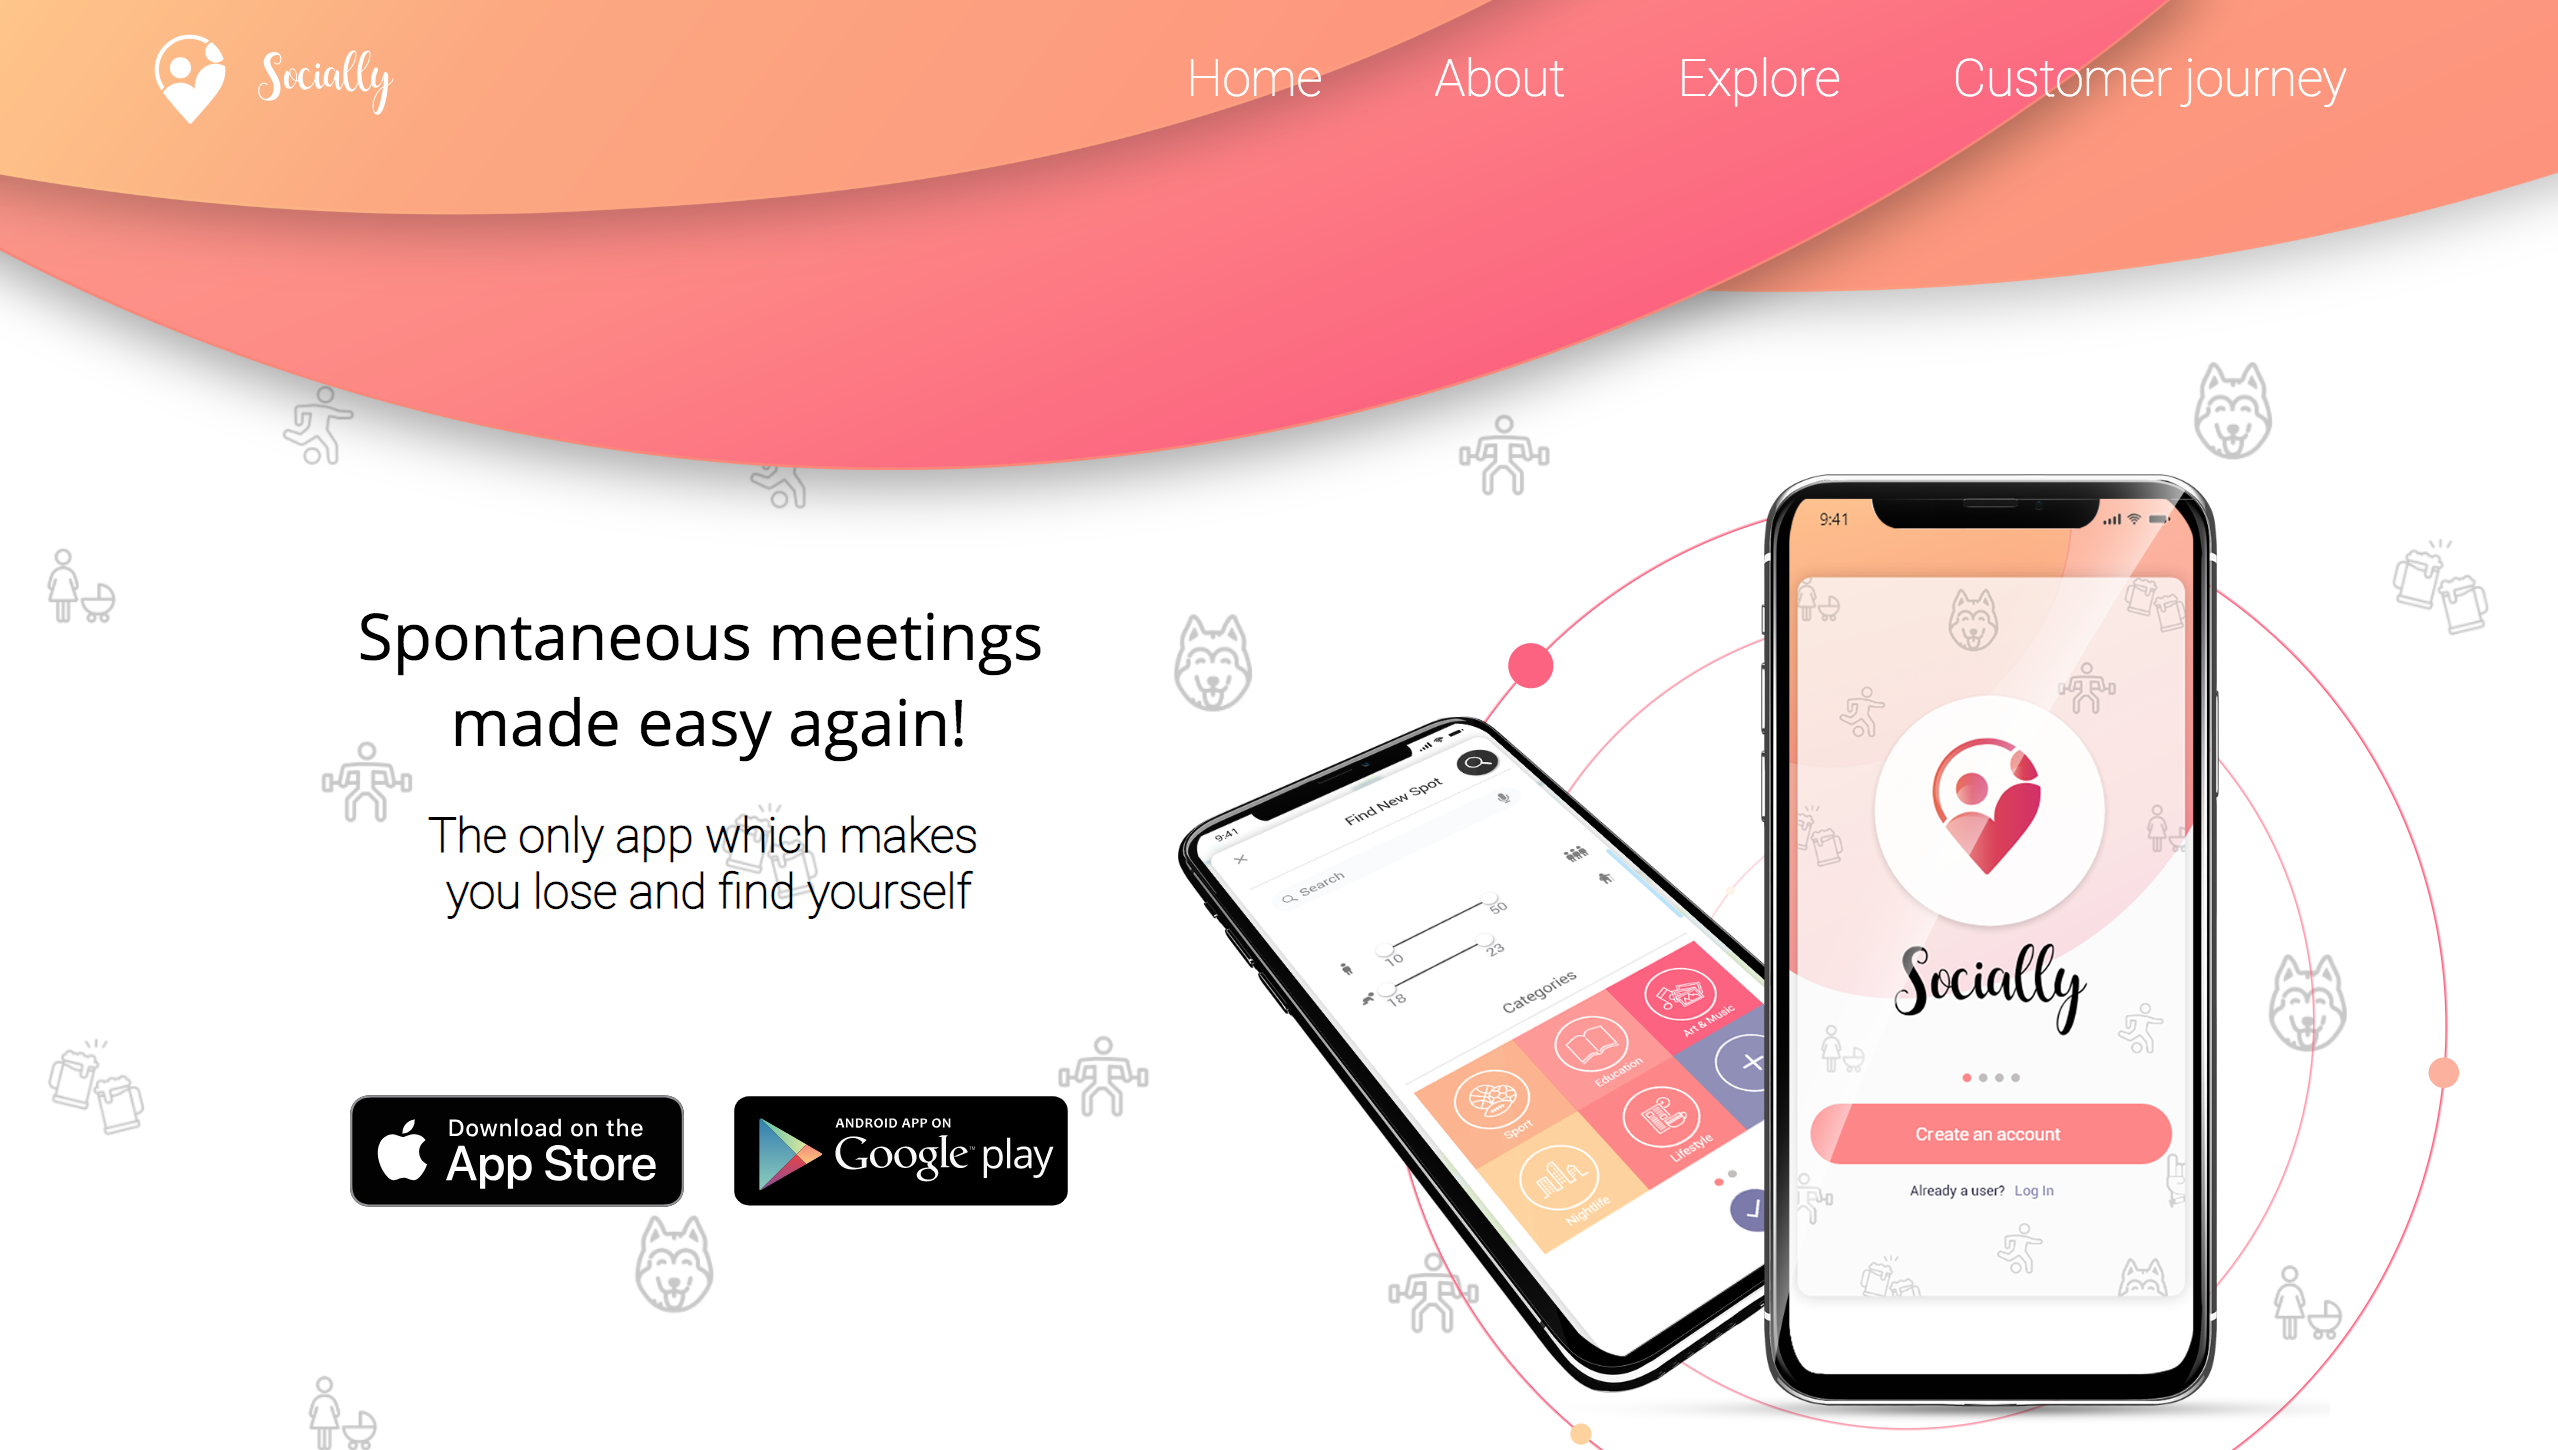 Socially
Home
About
Explore
Customer journey
Spontaneous meetings
made easy again!
The only app which makes
you lose and find yourself
Download on the
App Store
ANDROID APP ON
Google™ play
9:41
Find New Spot
Search
50
10
23
18
Categories
Art & Music
Education
Sport
Lifestyle
Nightlife
9:41
Socially
Create an account
Already a user? Log In